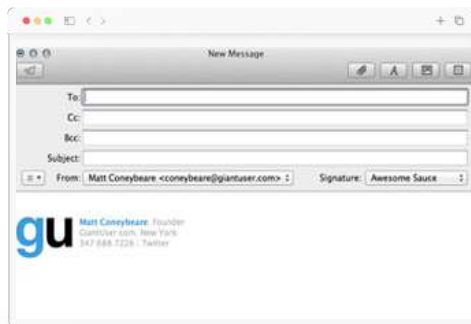 New Message
To:
Cc:
Bcc:
Subject:
From: Matt Coneybeare <coneybeare@giantuser.com> Signature: Awesome Sauce
gu
Matt Coneybeare Founder
GiantUser.com, New York
347.688.7226 | Twitter